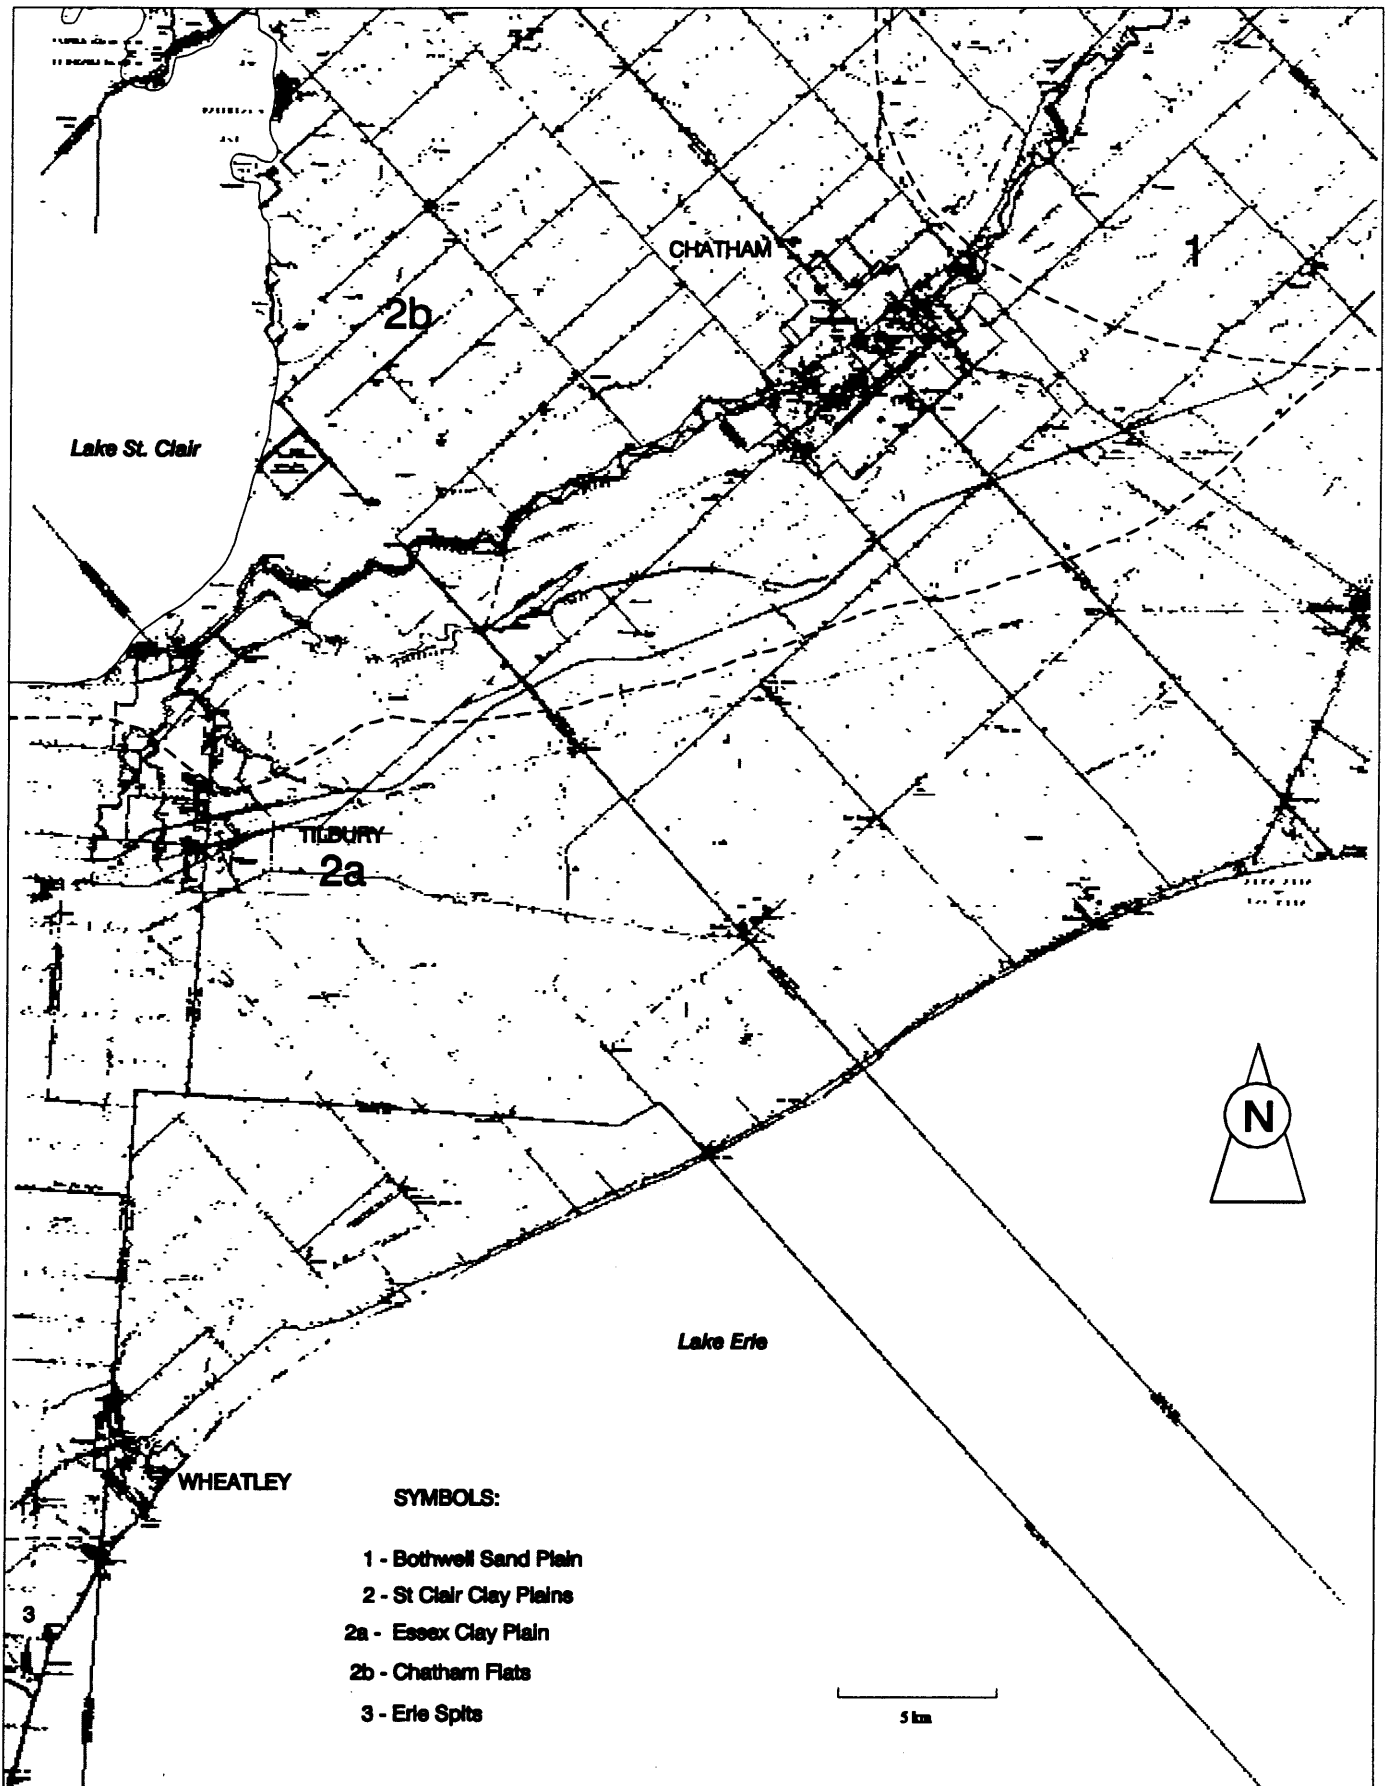 CHATHAM
1
2b
Lake St. Clair
TILBURY
2a
N
Lake Erie
WHEATLEY
SYMBOLS:
1 - Bothwell Sand Plain
2 - St Clair Clay Plains
2a - Essex Clay Plain
2b - Chatham Flats
3 - Erie Spits
3
5 km